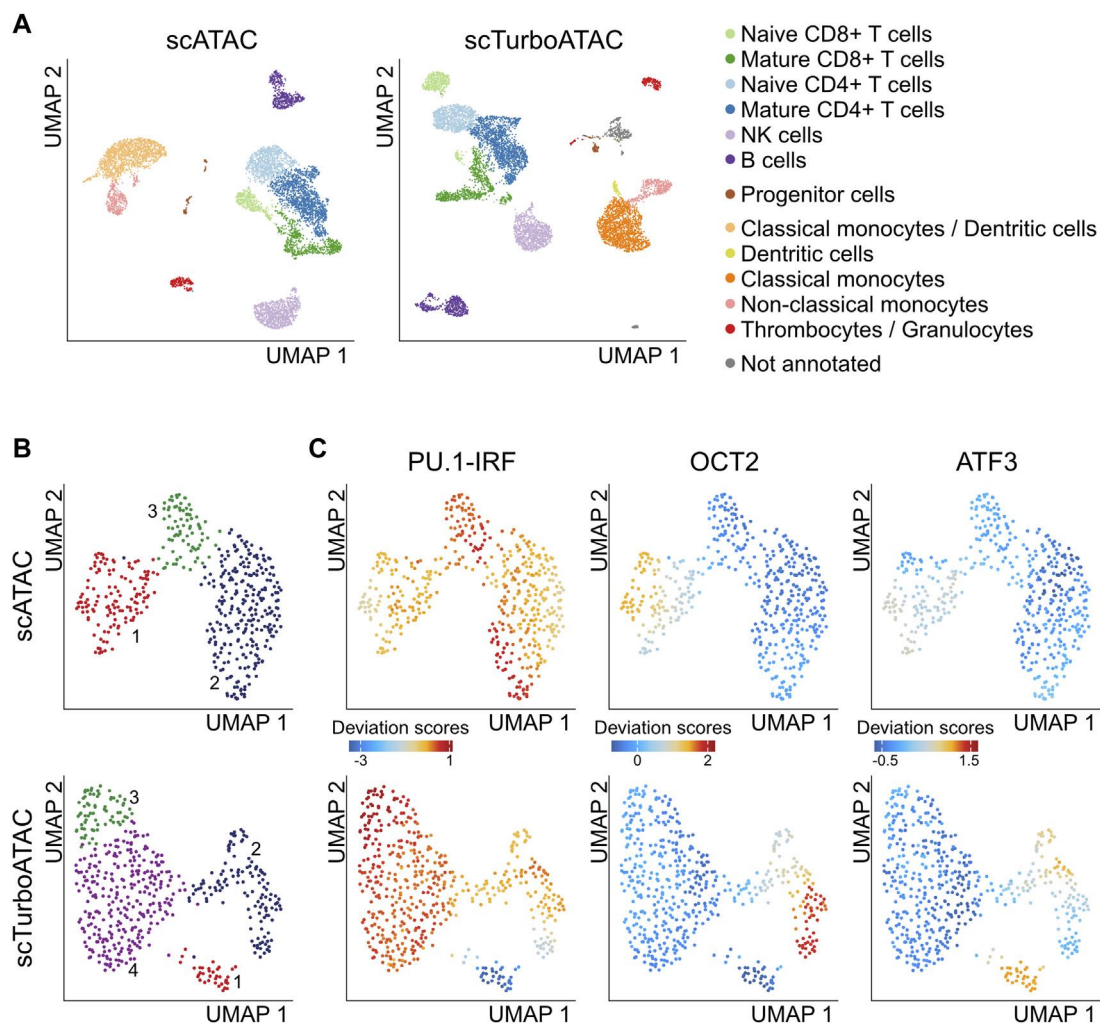 A
scATAC
scTurboATAC
UMAP 2
UMAP 1
UMAP 2
UMAP 1
Naive CD8+ T cells
Mature CD8+ T cells
Naive CD4+ T cells
Mature CD4+ T cells
NK cells
B cells
Progenitor cells
Classical monocytes / Dentritic cells
Dentritic cells
Classical monocytes
Non-classical monocytes
Thrombocytes / Granulocytes
Not annotated
B
C
PU.1-IRF
OCT2
ATF3
scATAC
UMAP 2
3
1
2
UMAP 1
UMAP 2
UMAP 1
UMAP 2
UMAP 1
UMAP 2
UMAP 1
Deviation scores
-3 1
Deviation scores
0 2
Deviation scores
-0.5 1.5
scTurboATAC
UMAP 2
3
2
4
1
UMAP 1
UMAP 2
UMAP 1
UMAP 2
UMAP 1
UMAP 2
UMAP 1